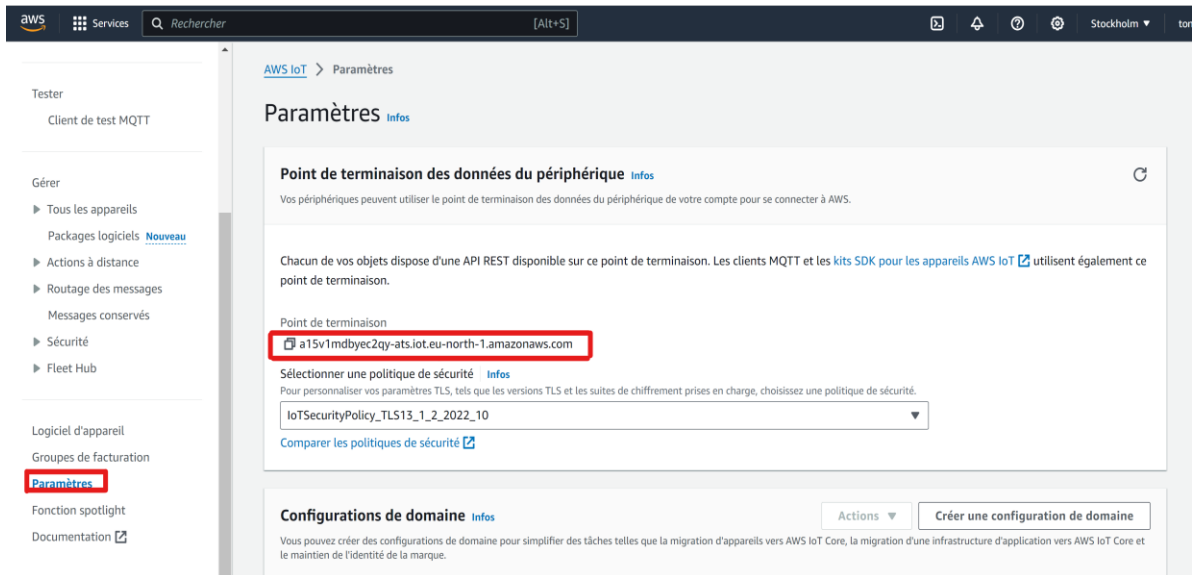 aws
Services
Rechercher
[Alt+S]
Stockholm
Tester
Client de test MQTT
Gérer
Tous les appareils
Packages logiciels Nouveau
Actions à distance
Routage des messages
Messages conservés
Sécurité
Fleet Hub
Logiciel d'appareil
Groupes de facturation
Paramètres
Fonction spotlight
Documentation
AWS IoT > Paramètres
Paramètres Infos
Point de terminaison des données du périphérique Infos
Vos périphériques peuvent utiliser le point de terminaison des données du périphérique de votre compte pour se connecter à AWS.
Chacun de vos objets dispose d'une API REST disponible sur ce point de terminaison. Les clients MQTT et les kits SDK pour les appareils AWS IoT utilisent également ce
point de terminaison.
Point de terminaison
a15v1mdbyec2qy-ats.iot.eu-north-1.amazonaws.com
Sélectionner une politique de sécurité Infos
Pour personnaliser vos paramètres TLS, tels que les versions TLS et les suites de chiffrement prises en charge, choisissez une politique de sécurité.
IoTSecurityPolicy_TLS13_1_2_2022_10
Comparer les politiques de sécurité
Configurations de domaine Infos
Actions
Créer une configuration de domaine
Vous pouvez créer des configurations de domaine pour simplifier des tâches telles que la migration d'appareils vers AWS IoT Core, la migration d'une infrastructure d'application vers AWS IoT Core et
le maintien de l'identité de la marque.